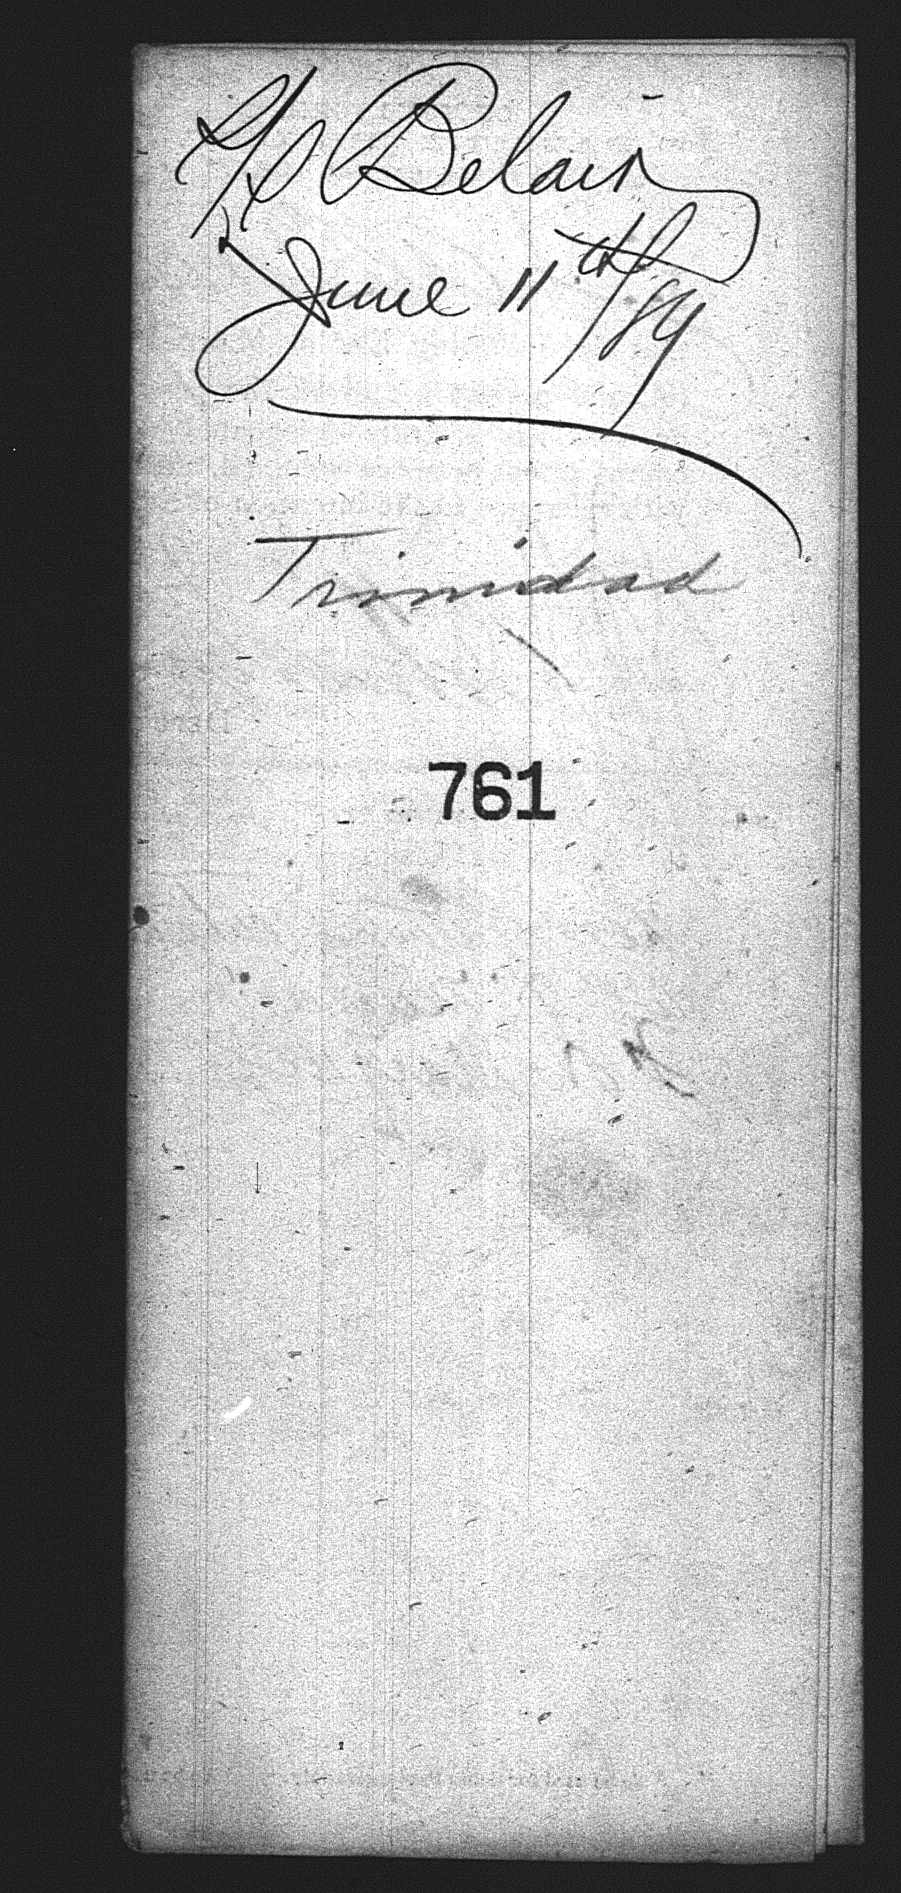 H Belair
June 11th/89
Trinidad
761